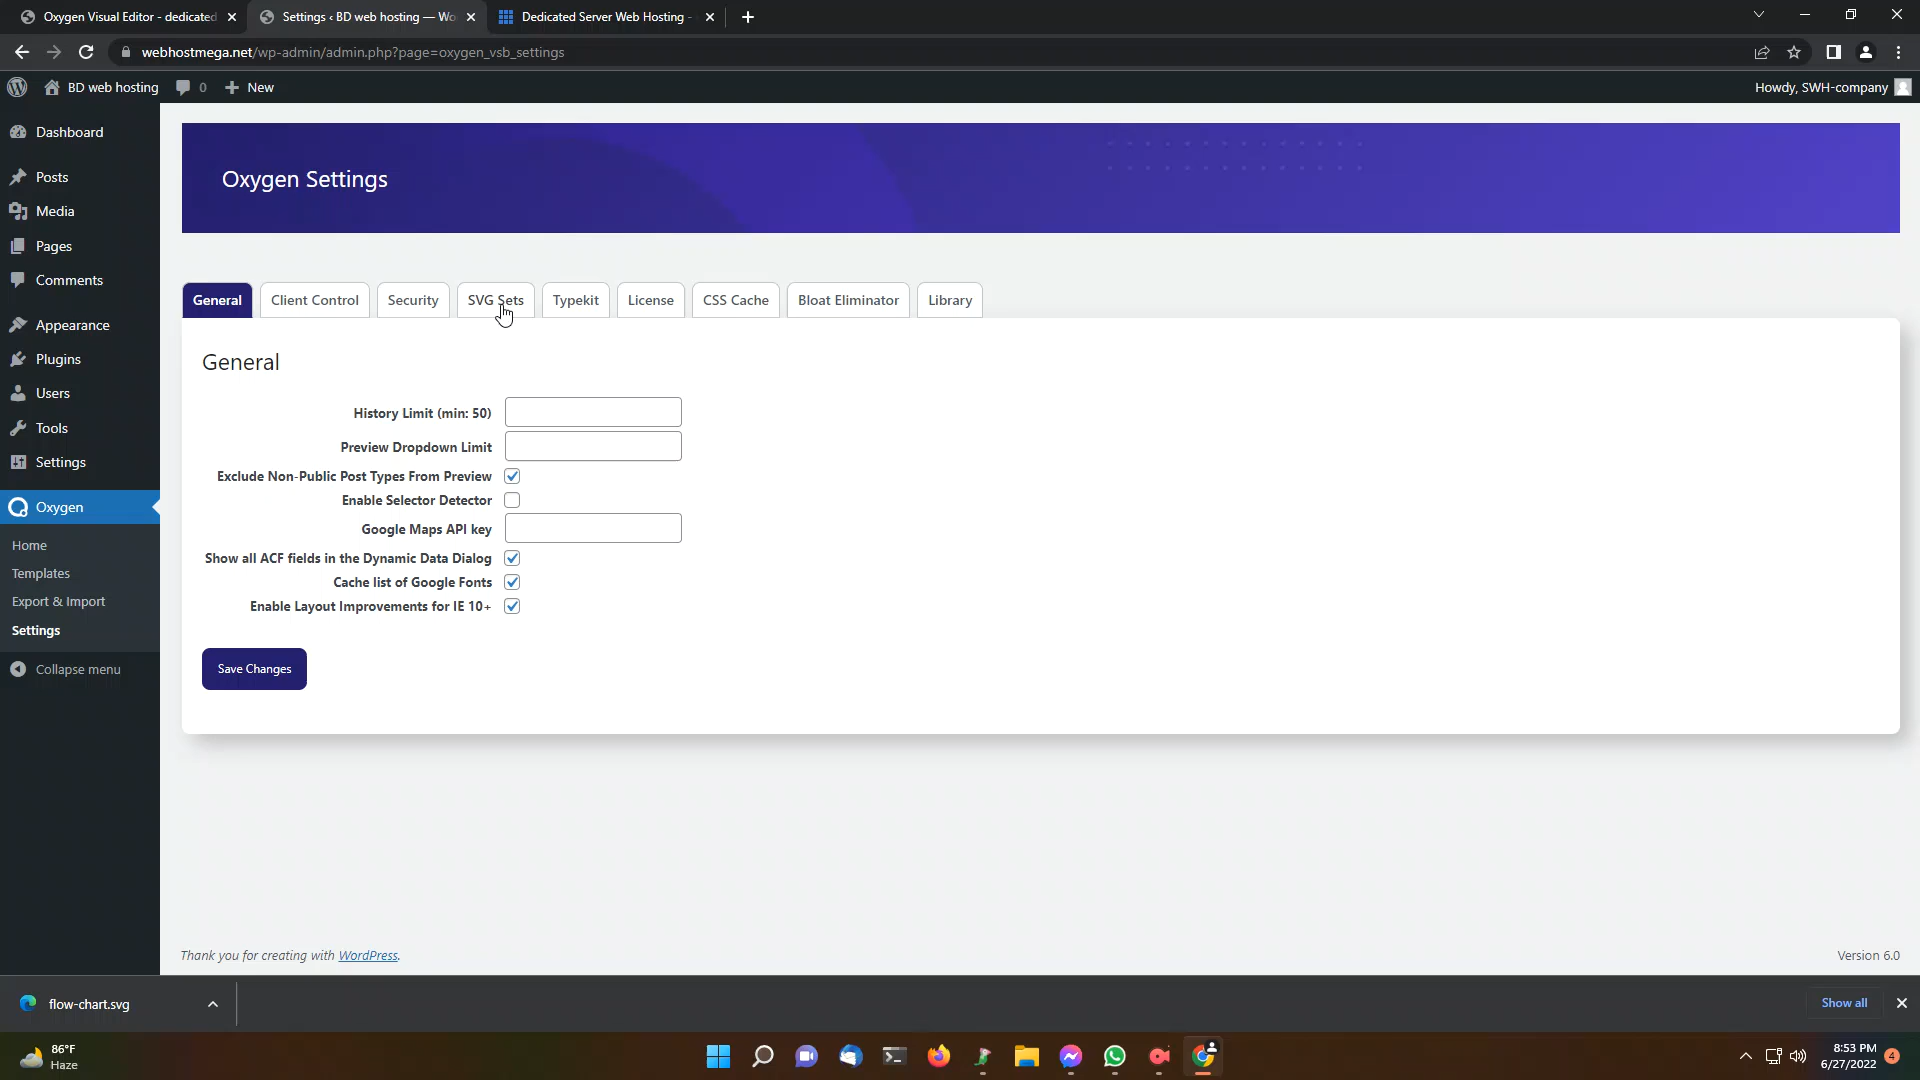 Oxygen Visual Editor - dedicated
Settings ‹ BD web hosting — Wo
Dedicated Server Web Hosting -
webhostmega.net/wp-admin/admin.php?page=oxygen_vsb_settings
BD web hosting
0
New
Howdy, SWH-company
Dashboard
Posts
Media
Pages
Comments
Appearance
Plugins
Users
Tools
Settings
Oxygen
Home
Templates
Export & Import
Settings
Collapse menu
Oxygen Settings
General
Client Control
Security
SVG Sets
Typekit
License
CSS Cache
Bloat Eliminator
Library
General
History Limit (min: 50)
Preview Dropdown Limit
Exclude Non-Public Post Types From Preview
Enable Selector Detector
Google Maps API key
Show all ACF fields in the Dynamic Data Dialog
Cache list of Google Fonts
Enable Layout Improvements for IE 10+
Save Changes
Thank you for creating with WordPress.
Version 6.0
flow-chart.svg
Show all
86°F
Haze
8:53 PM
6/27/2022
4